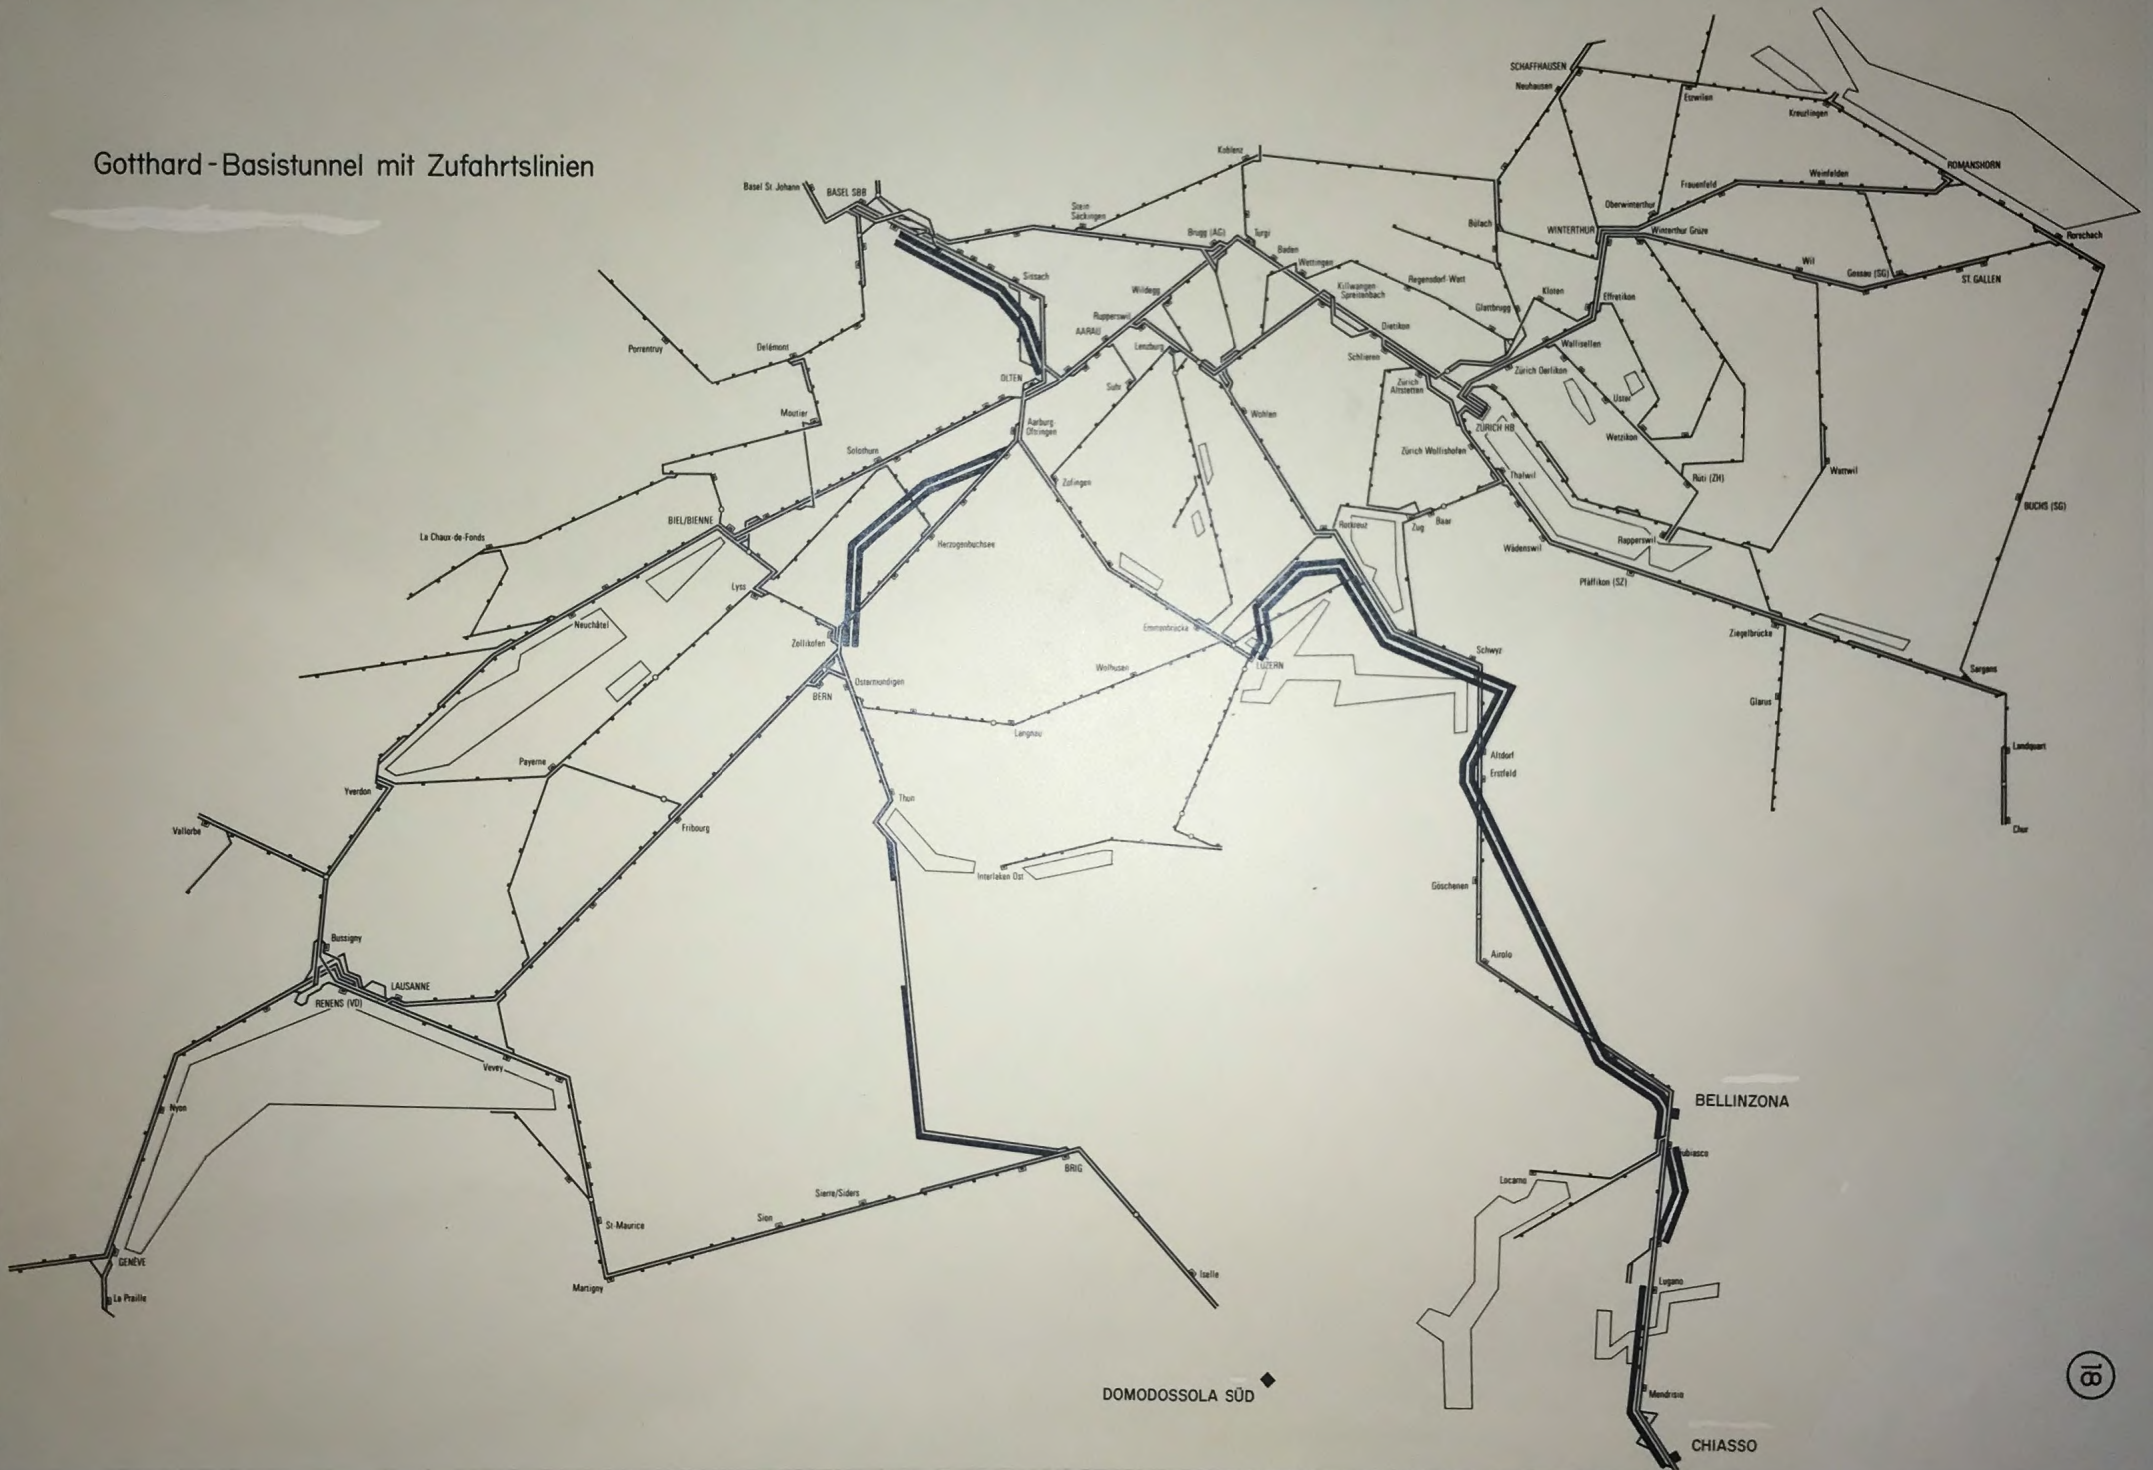 Gotthard-Basistunnel mit Zufahrtslinien
SCHAFFHAUSEN
Neuhausen
Etzwilen
Kreuzlingen
Koblenz
ROMANSHORN
Weinfelden
Frauenfeld
Basel St. Johann
BASEL SBB
Oberwinterthur
Stein
Säckingen
Bülach
WINTERTHUR
Winterthur Grüze
Brugg (AG)
Turgi
Rorschach
Baden
Wettingen
Wil
Gossau (SG)
ST. GALLEN
Sissach
Regensdorf-Watt
Wildegg
Killwangen
Spreitenbach
Kloten
Effretikon
Glattbrugg
Rupperswil
Dietikon
AARAU
Porrentruy
Delémont
Lenzburg
Schlieren
Wallisellen
Zürich Oerlikon
OLTEN
Suhr
Zürich
Altstetten
Uster
Moutier
Wohlen
Aarburg-
Oftringen
ZÜRICH HB
Wetzikon
Solothurn
Zürich Wollishofen
Thalwil
Wattwil
Zofingen
Rüti (ZH)
BUCHS (SG)
BIEL/BIENNE
Rotkreuz
Zug
Baar
La Chaux-de-Fonds
Herzogenbuchsee
Rapperswil
Wädenswil
Lyss
Pfäffikon (SZ)
Neuchâtel
Emmenbrücke
Ziegelbrücke
Zollikofen
Schwyz
LUZERN
Wolhusen
Sargans
Ostermundigen
BERN
Glarus
Langnau
Landquart
Altdorf
Payerne
Erstfeld
Yverdon
Thun
Vallorbe
Fribourg
Chur
Interlaken Ost
Göschenen
Bussigny
Airolo
LAUSANNE
RENENS (VD)
Vevey
Nyon
BELLINZONA
ubiasco
BRIG
Locarno
Sierre/Siders
Sion
St-Maurice
GENÈVE
Iselle
Lugano
Martigny
La Praille
DOMODOSSOLA SÜD
Mendrisio
18
CHIASSO